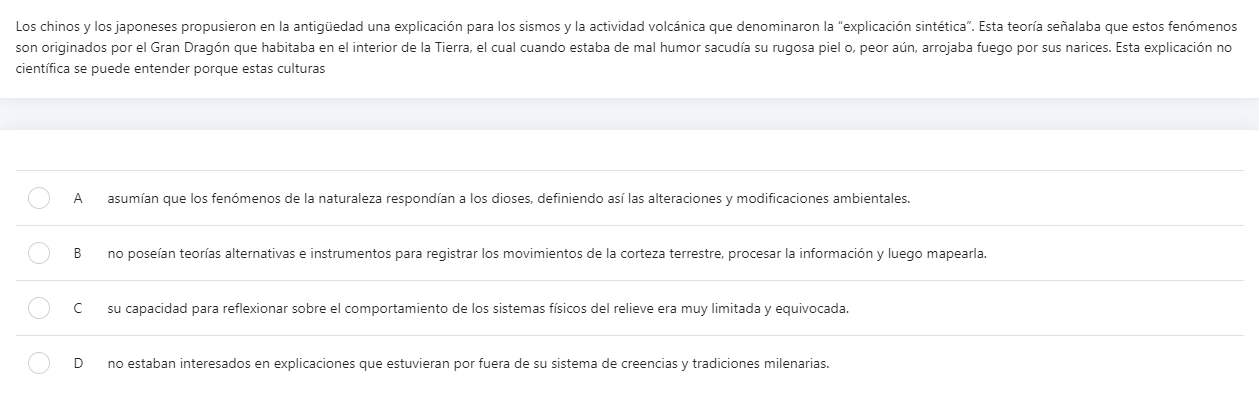 Los chinos y los japoneses propusieron en la antigüedad una explicación para los sismos y la actividad volcánica que denominaron la “explicación sintética”. Esta teoría señalaba que estos fenómenos
son originados por el Gran Dragón que habitaba en el interior de la Tierra, el cual cuando estaba de mal humor sacudía su rugosa piel o, peor aún, arrojaba fuego por sus narices. Esta explicación no
científica se puede entender porque estas culturas
A asumían que los fenómenos de la naturaleza respondían a los dioses, definiendo así las alteraciones y modificaciones ambientales.
B no poseían teorías alternativas e instrumentos para registrar los movimientos de la corteza terrestre, procesar la información y luego mapearla.
C su capacidad para reflexionar sobre el comportamiento de los sistemas físicos del relieve era muy limitada y equivocada.
D no estaban interesados en explicaciones que estuvieran por fuera de su sistema de creencias y tradiciones milenarias.